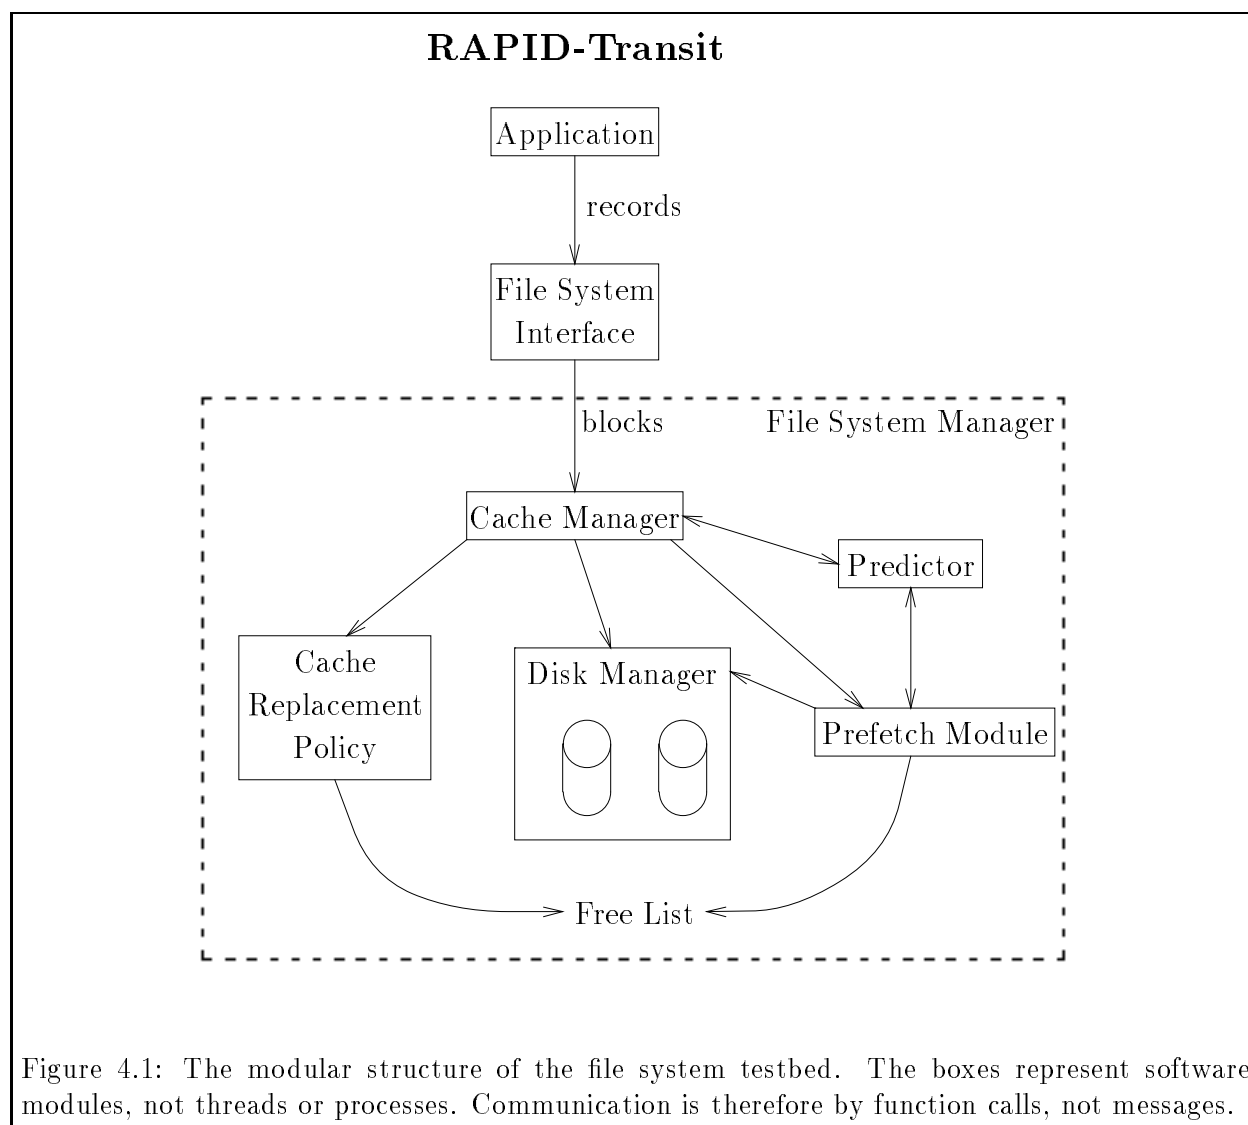 RAPID-Transit
Application
records
File System
Interface
blocks
File System Manager
Cache Manager
Predictor
Cache
Replacement
Policy
Disk Manager
Prefetch Module
Free List
Figure 4.1: The modular structure of the file system testbed. The boxes represent software
modules, not threads or processes. Communication is therefore by function calls, not messages.